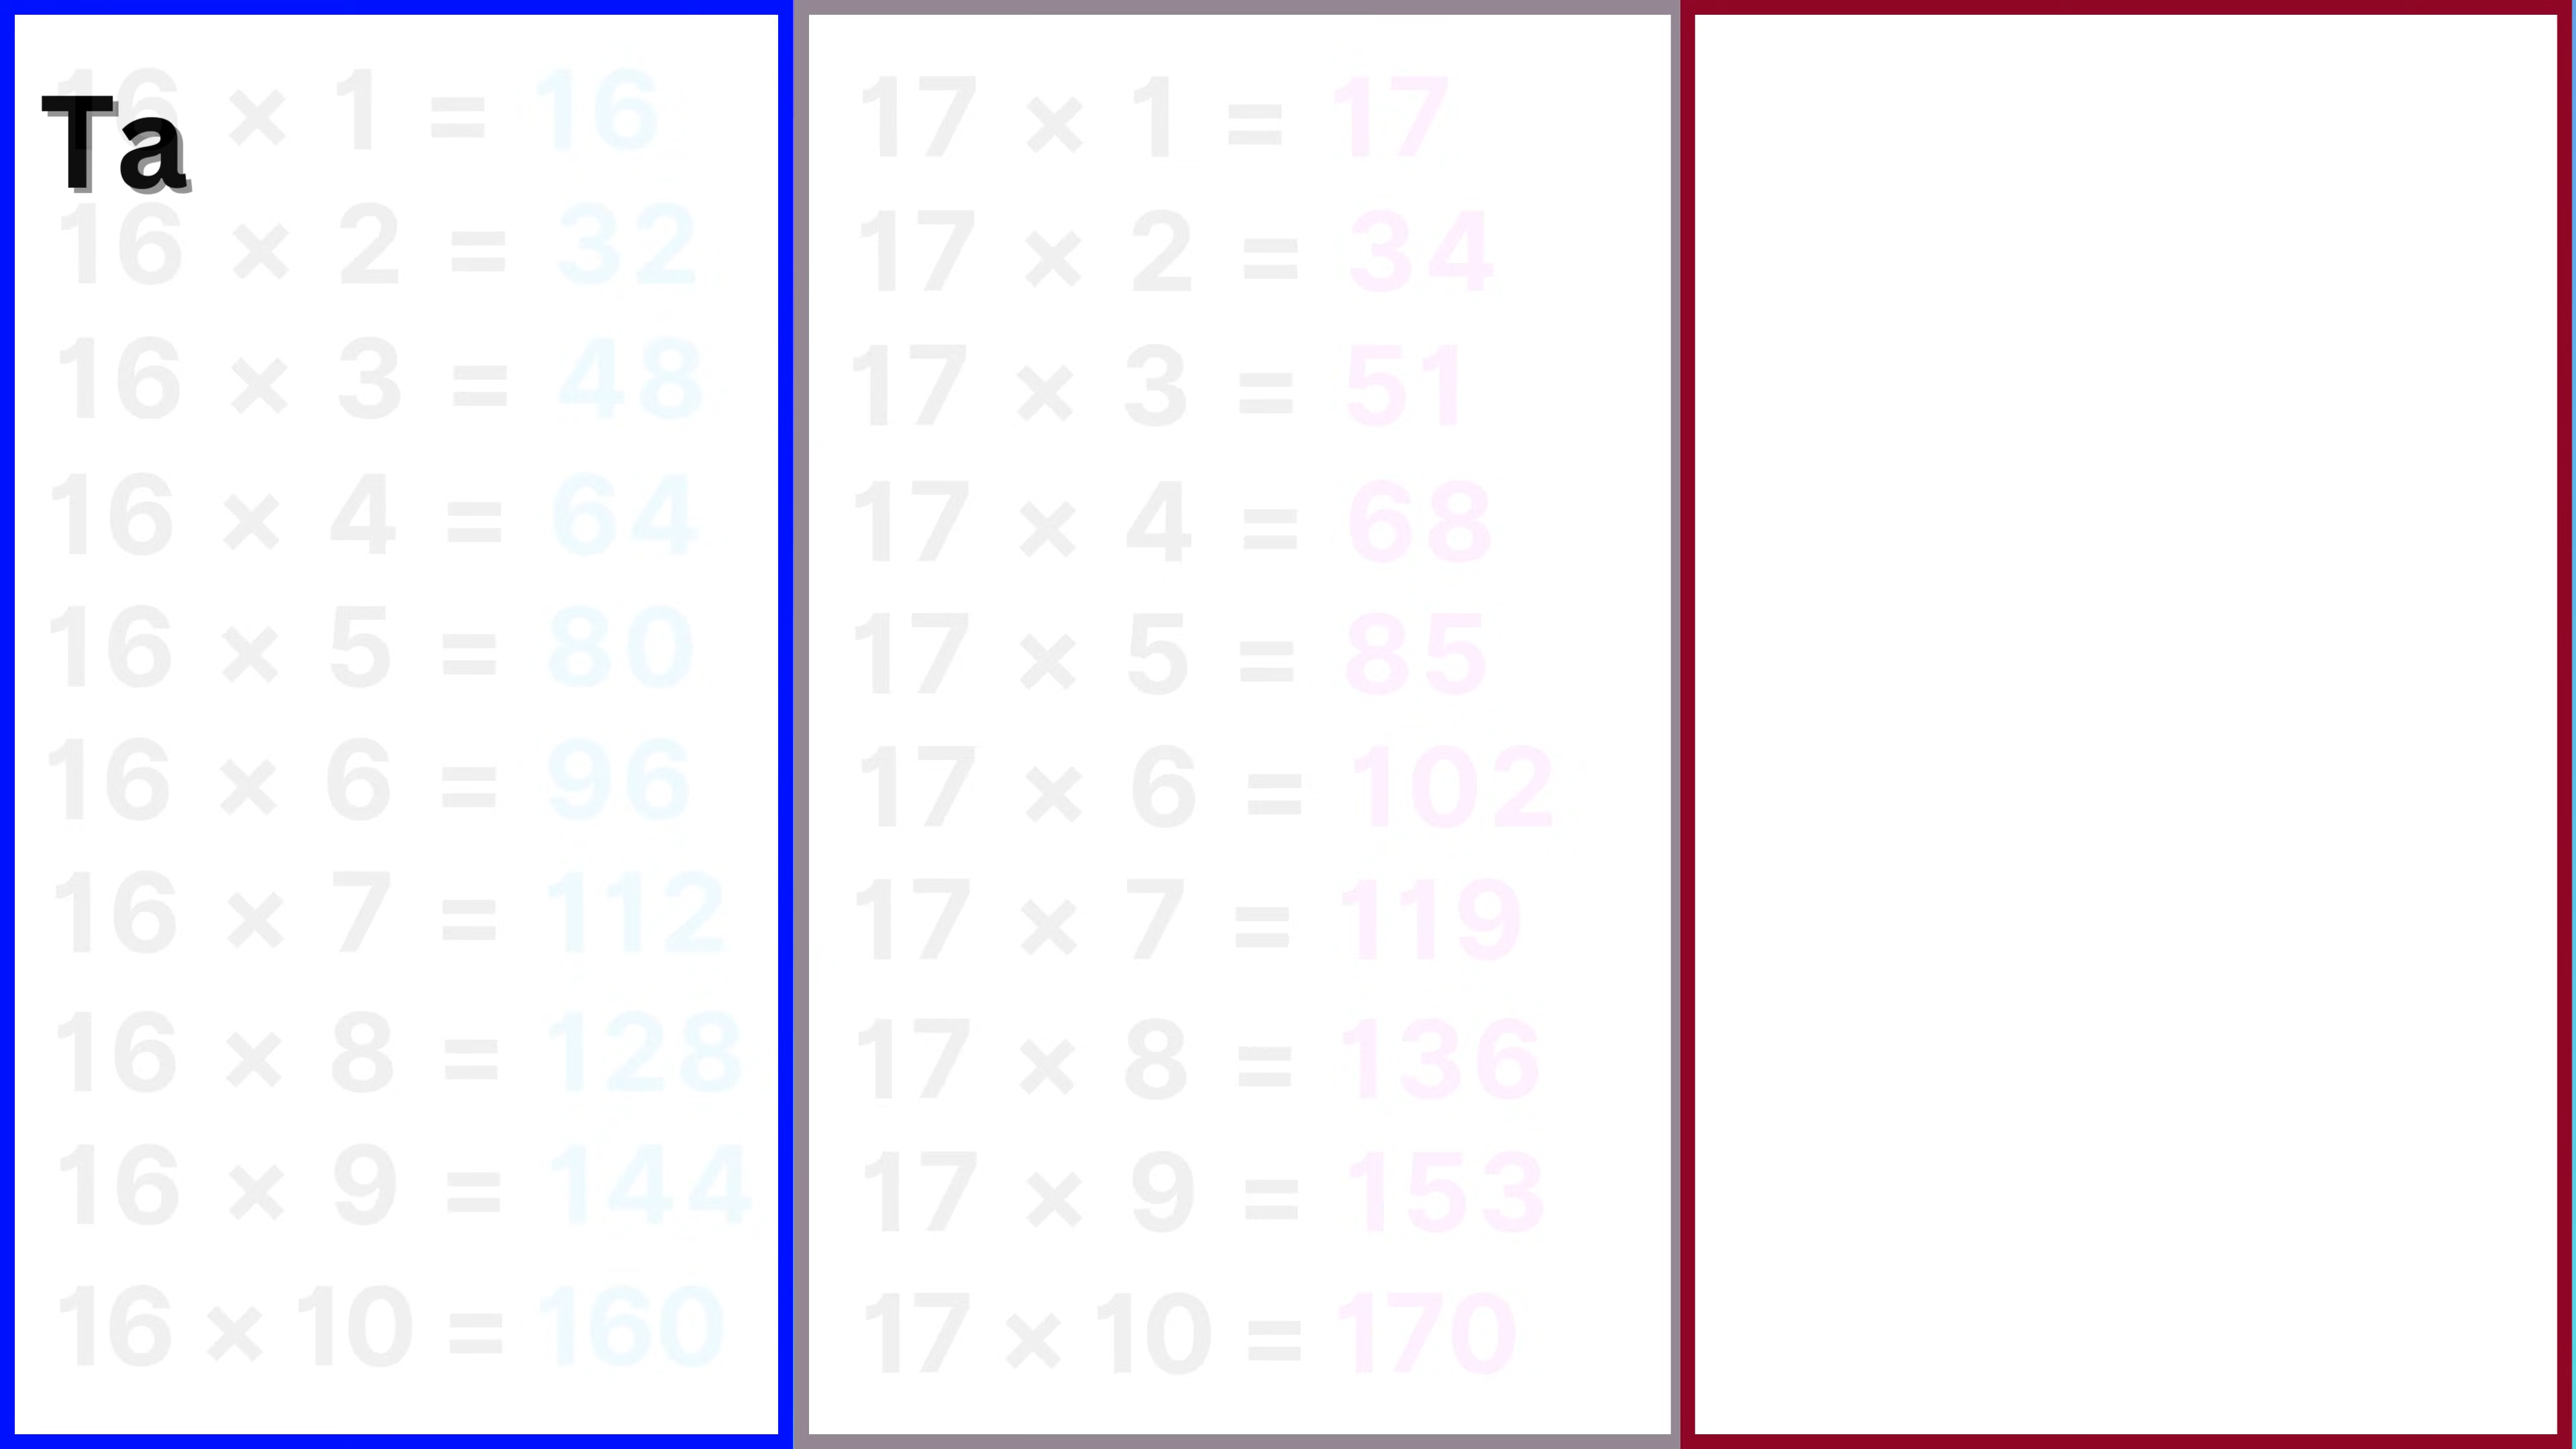 Ta
16 × 1 = 16
16 × 2 = 32
16 × 3 = 48
16 × 4 = 64
16 × 5 = 80
16 × 6 = 96
16 × 7 = 112
16 × 8 = 128
16 × 9 = 144
16 × 10 = 160
17 × 1 = 17
17 × 2 = 34
17 × 3 = 51
17 × 4 = 68
17 × 5 = 85
17 × 6 = 102
17 × 7 = 119
17 × 8 = 136
17 × 9 = 153
17 × 10 = 170